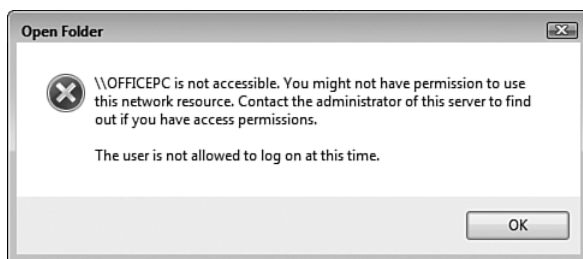 Open Folder
\\OFFICEPC is not accessible. You might not have permission to use
this network resource. Contact the administrator of this server to find
out if you have access permissions.
The user is not allowed to log on at this time.
OK